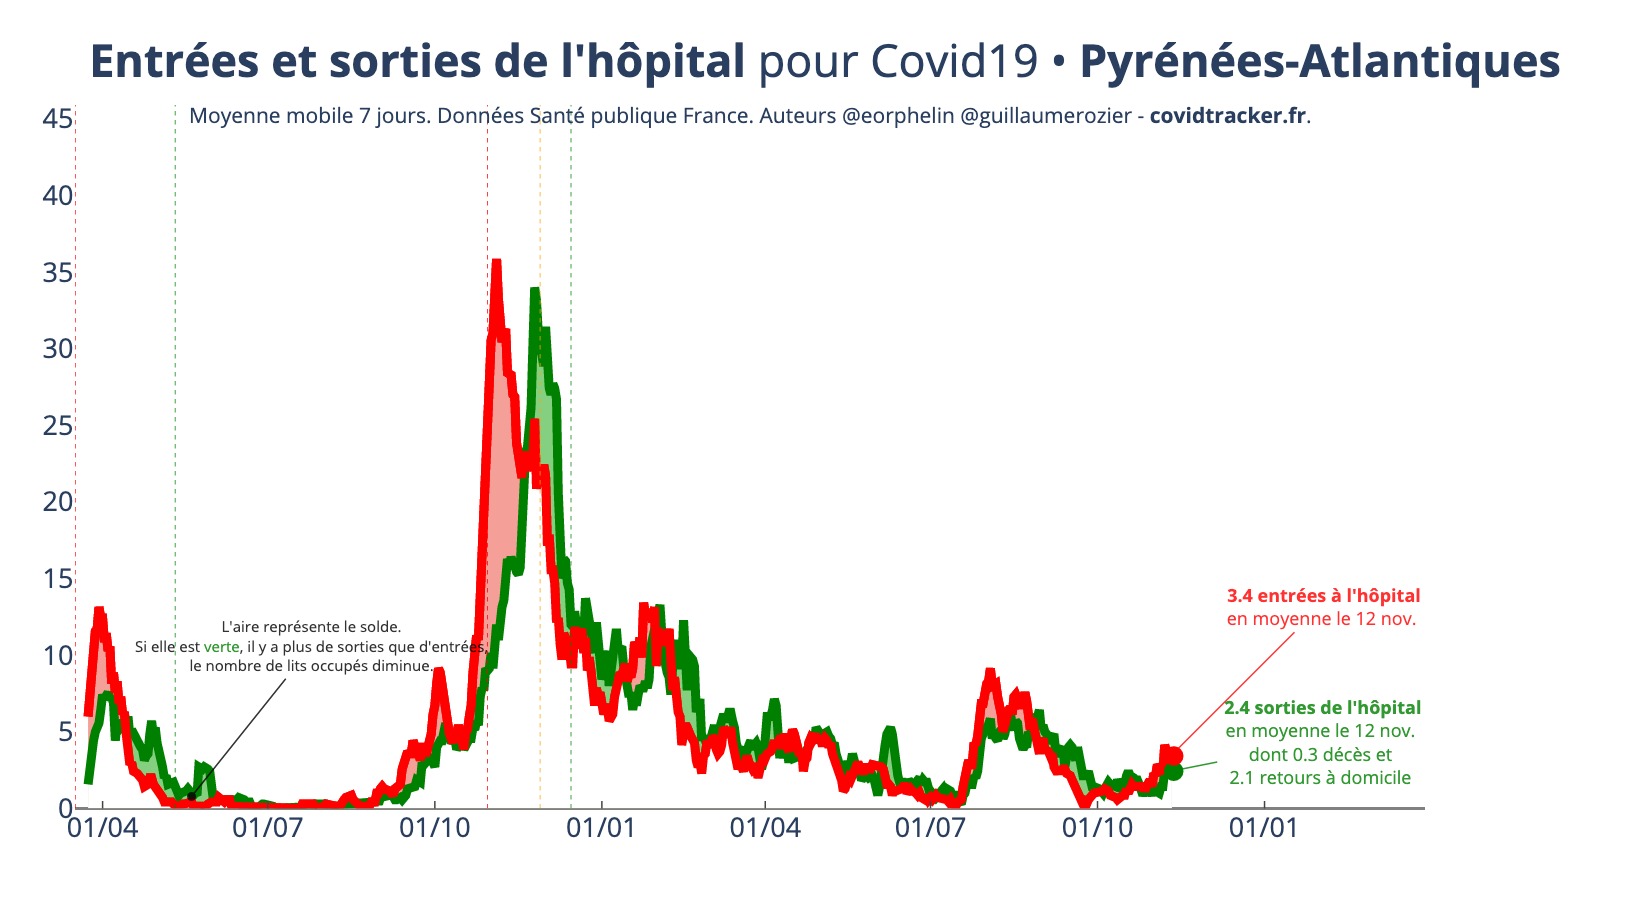 Entrées et sorties de l'hôpital pour Covid19 • Pyrénées-Atlantiques
Moyenne mobile 7 jours. Données Santé publique France. Auteurs @eorphelin @guillaumerozier - covidtracker.fr.
45
40
35
30
25
20
15
10
5
0
L'aire représente le solde.
Si elle est verte, il y a plus de sorties que d'entrées,
le nombre de lits occupés diminue.
3.4 entrées à l'hôpital
en moyenne le 12 nov.
2.4 sorties de l'hôpital
en moyenne le 12 nov.
dont 0.3 décès et
2.1 retours à domicile
01/04 01/07 01/10 01/01 01/04 01/07 01/10 01/01